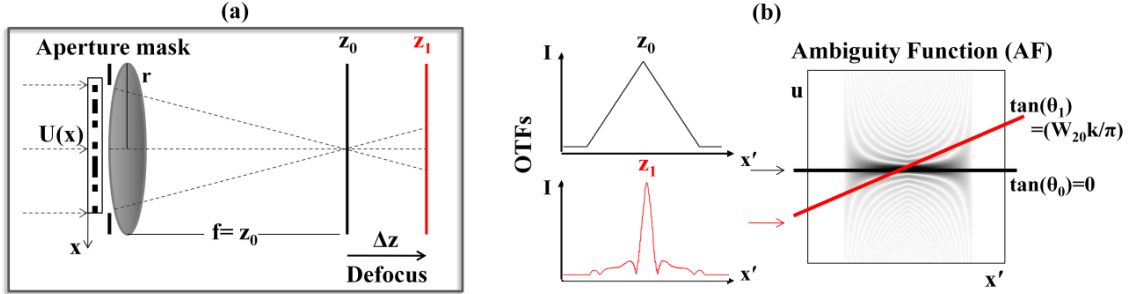 (a)
Aperture mask
z₀
z₁
r
U(x)
x
f= z₀
Δz
Defocus
(b)
OTFs
I
z₀
x′
I
z₁
x′
Ambiguity Function (AF)
u
tan(θ₁)
=(W₂₀k/π)
tan(θ₀)=0
x′